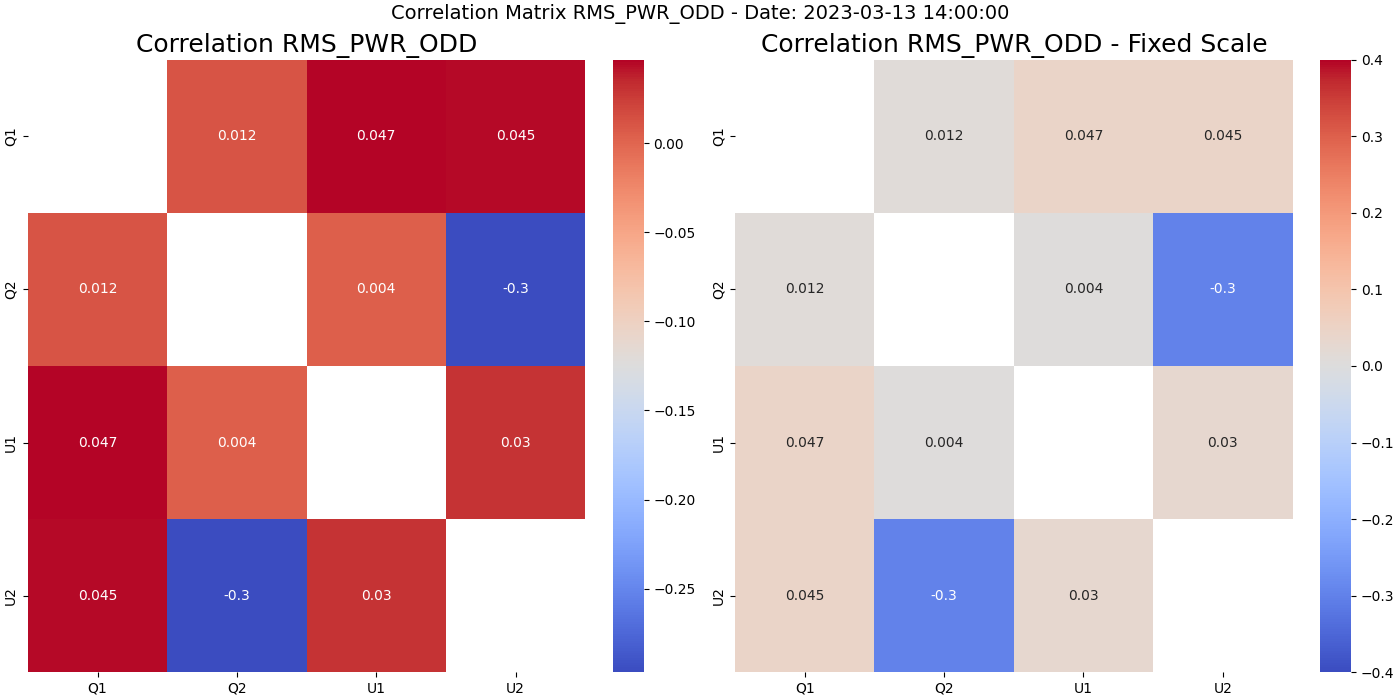 Correlation Matrix RMS_PWR_ODD - Date: 2023-03-13 14:00:00
Correlation RMS_PWR_ODD
Q1
0.012
0.047
0.045
Q2
0.012
0.004
-0.3
U1
0.047
0.004
0.03
U2
0.045
-0.3
0.03
Q1
Q2
U1
U2
0.00
−0.05
−0.10
−0.15
−0.20
−0.25
Correlation RMS_PWR_ODD - Fixed Scale
Q1
0.012
0.047
0.045
Q2
0.012
0.004
-0.3
U1
0.047
0.004
0.03
U2
0.045
-0.3
0.03
Q1
Q2
U1
U2
0.4
0.3
0.2
0.1
0.0
−0.1
−0.2
−0.3
−0.4